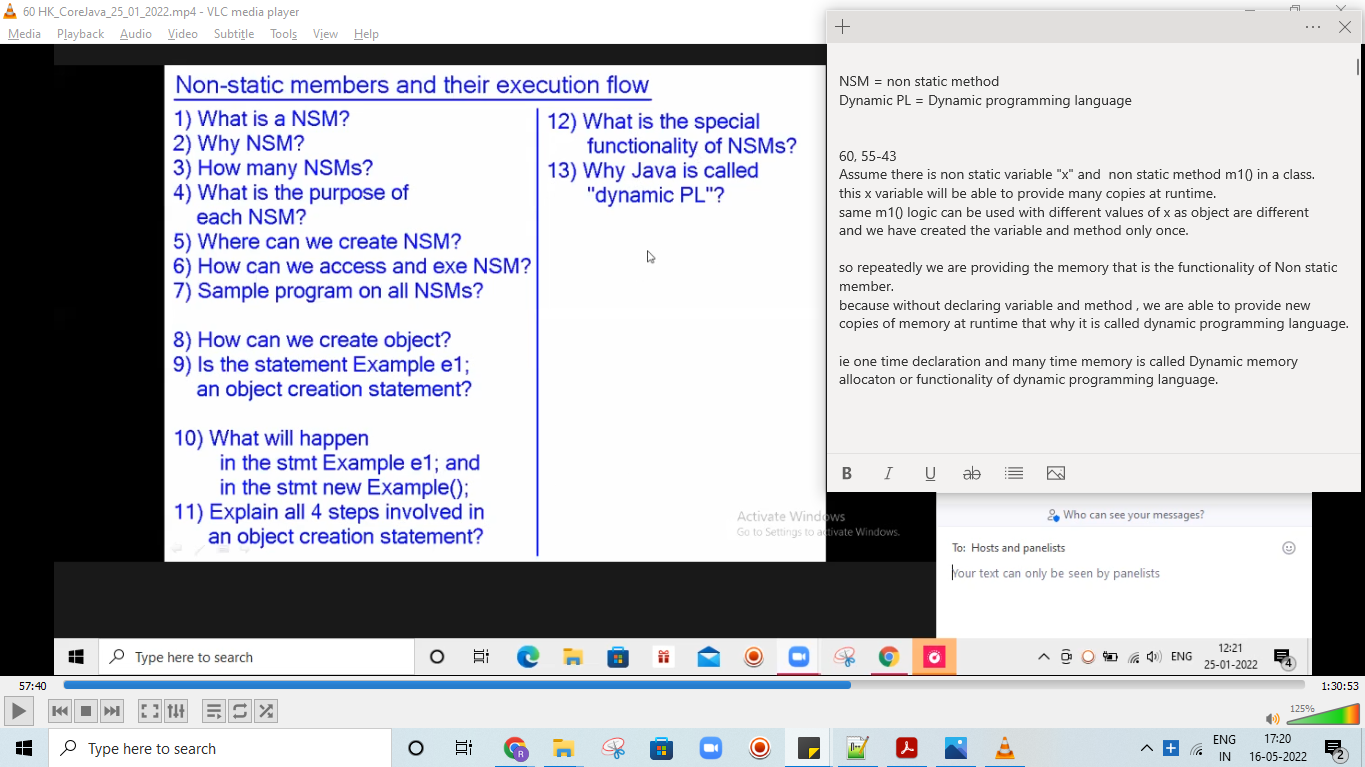 60 HK_CoreJava_25_01_2022.mp4 - VLC media player
Media Playback Audio Video Subtitle Tools View Help
Non-static members and their execution flow
1) What is a NSM?
2) Why NSM?
3) How many NSMs?
4) What is the purpose of
each NSM?
5) Where can we create NSM?
6) How can we access and exe NSM?
7) Sample program on all NSMs?
8) How can we create object?
9) Is the statement Example e1;
an object creation statement?
10) What will happen
in the stmt Example e1; and
in the stmt new Example();
11) Explain all 4 steps involved in
an object creation statement?
12) What is the special
functionality of NSMs?
13) Why Java is called
"dynamic PL"?
NSM = non static method
Dynamic PL = Dynamic programming language
60, 55-43
Assume there is non static variable "x" and non static method m1() in a class.
this x variable will be able to provide many copies at runtime.
same m1() logic can be used with different values of x as object are different
and we have created the variable and method only once.
so repeatedly we are providing the memory that is the functionality of Non static
member.
because without declaring variable and method , we are able to provide new
copies of memory at runtime that why it is called dynamic programming language.
ie one time declaration and many time memory is called Dynamic memory
allocaton or functionality of dynamic programming language.
B I U ab
Activate Windows
Go to Settings to activate Windows.
Who can see your messages?
To: Hosts and panelists
Your text can only be seen by panelists
Type here to search
ENG
12:21
25-01-2022
4
57:40
1:30:53
125%
Type here to search
R
ENG
IN
17:20
16-05-2022
2